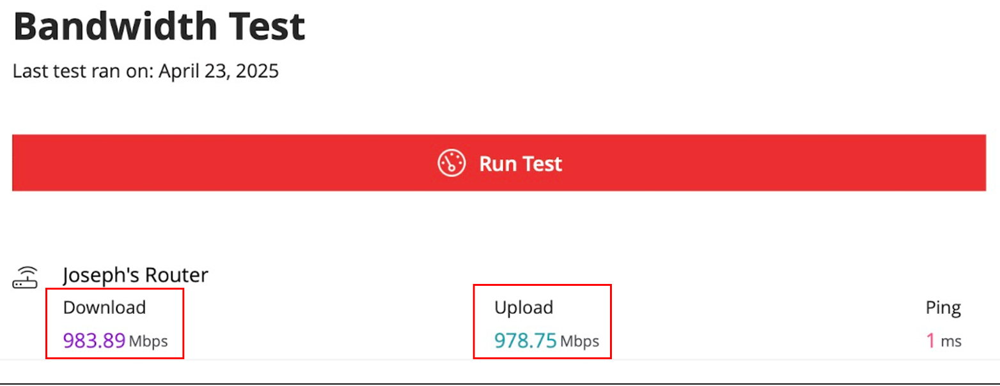 Bandwidth Test
Last test ran on: April 23, 2025
Run Test
Joseph's Router
Download Upload Ping
983.89 Mbps 978.75 Mbps 1 ms